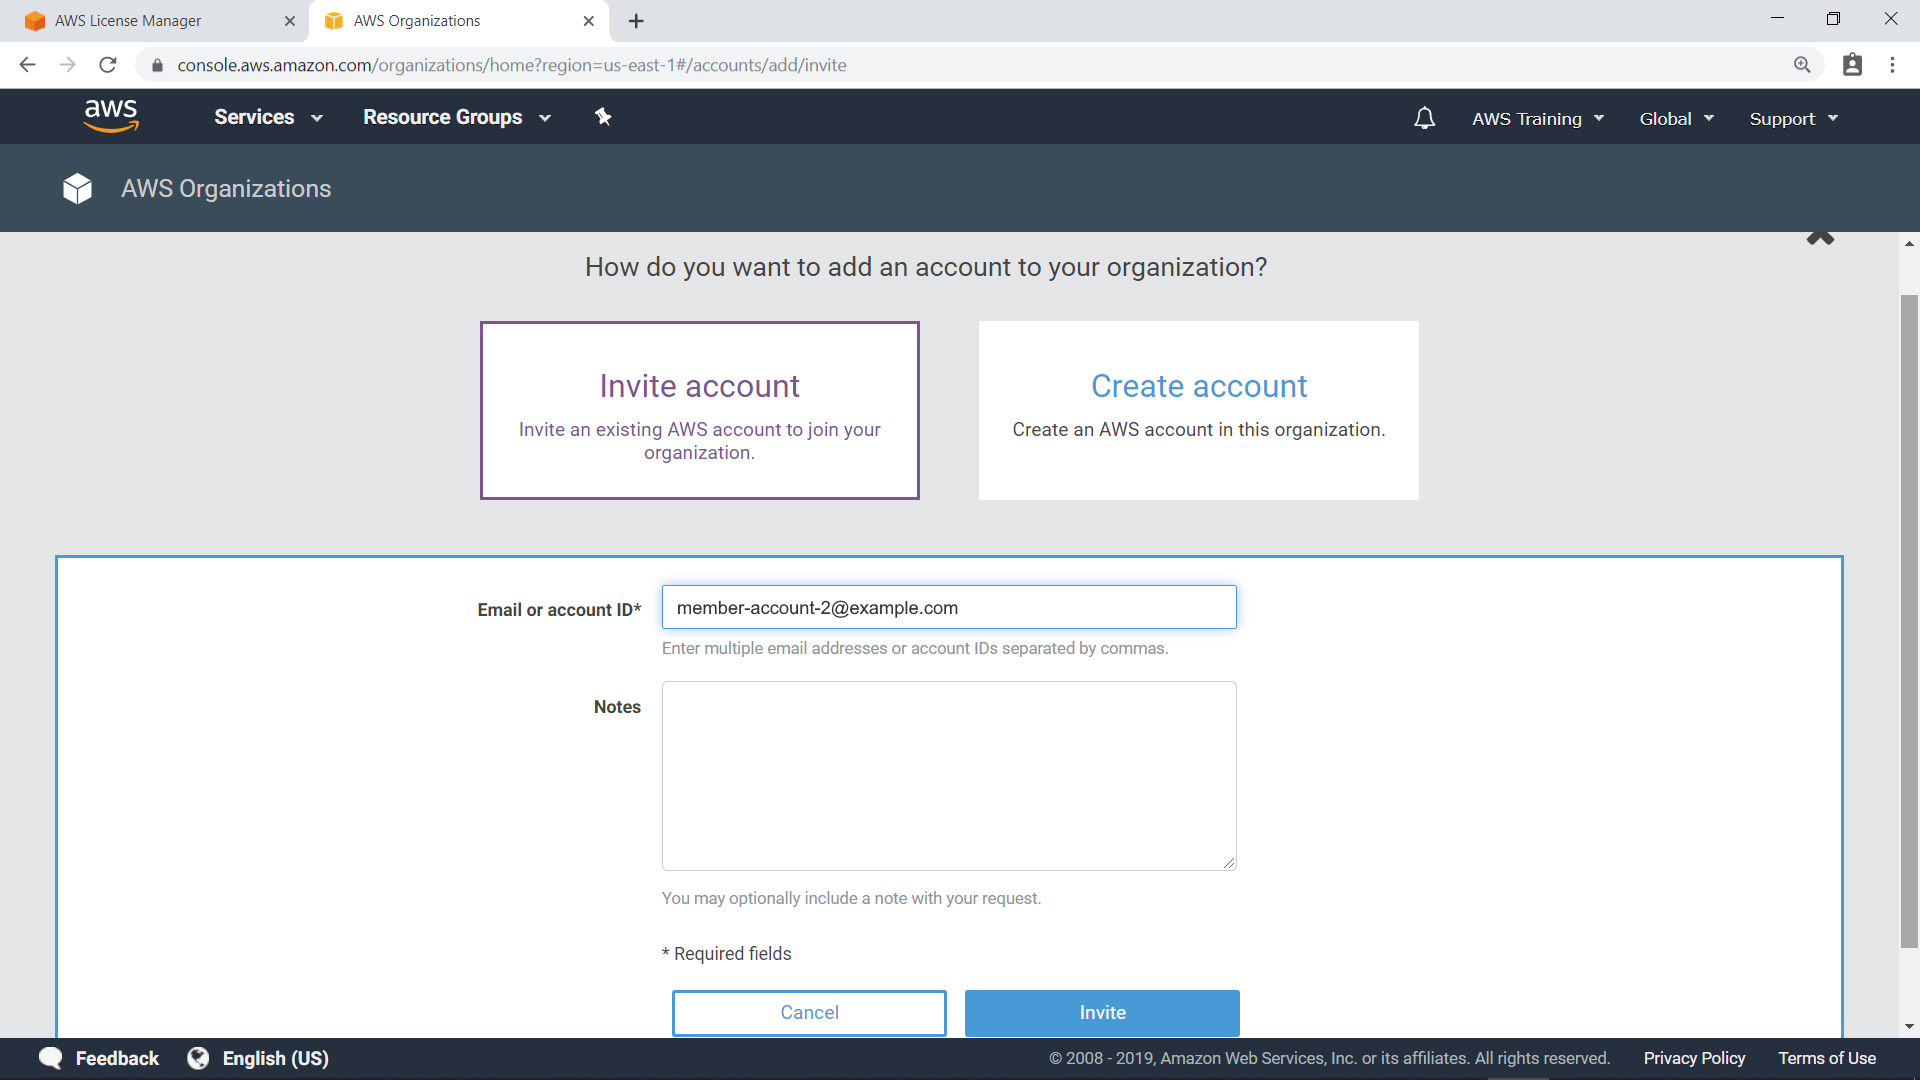 AWS License Manager
AWS Organizations
console.aws.amazon.com/organizations/home?region=us-east-1#/accounts/add/invite
aws
Services
Resource Groups
AWS Training
Global
Support
AWS Organizations
How do you want to add an account to your organization?
Invite account
Invite an existing AWS account to join your
organization.
Create account
Create an AWS account in this organization.
Email or account ID*
member-account-2@example.com
Enter multiple email addresses or account IDs separated by commas.
Notes
You may optionally include a note with your request.
* Required fields
Cancel
Invite
Feedback
English (US)
© 2008 - 2019, Amazon Web Services, Inc. or its affiliates. All rights reserved.
Privacy Policy
Terms of Use